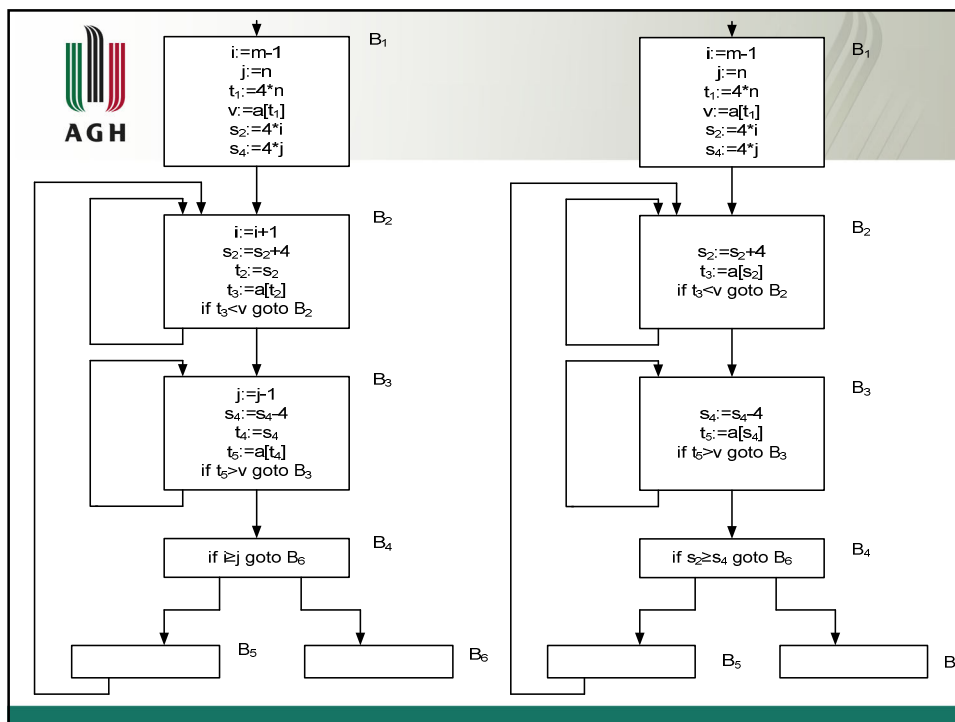 AGH
B₁
i:=m-1
j:=n
t₁:=4*n
v:=a[t₁]
s₂:=4*i
s₄:=4*j
B₂
i:=i+1
s₂:=s₂+4
t₂:=s₂
t₃:=a[t₂]
if t₃<v goto B₂
B₃
j:=j-1
s₄:=s₄-4
t₄:=s₄
t₅:=a[t₄]
if t₅>v goto B₃
B₄
if i≥j goto B₆
B₅
B₆
B₁
i:=m-1
j:=n
t₁:=4*n
v:=a[t₁]
s₂:=4*i
s₄:=4*j
B₂
s₂:=s₂+4
t₃:=a[s₂]
if t₃<v goto B₂
B₃
s₄:=s₄-4
t₅:=a[s₄]
if t₅>v goto B₃
B₄
if s₂≥s₄ goto B₆
B₅
B